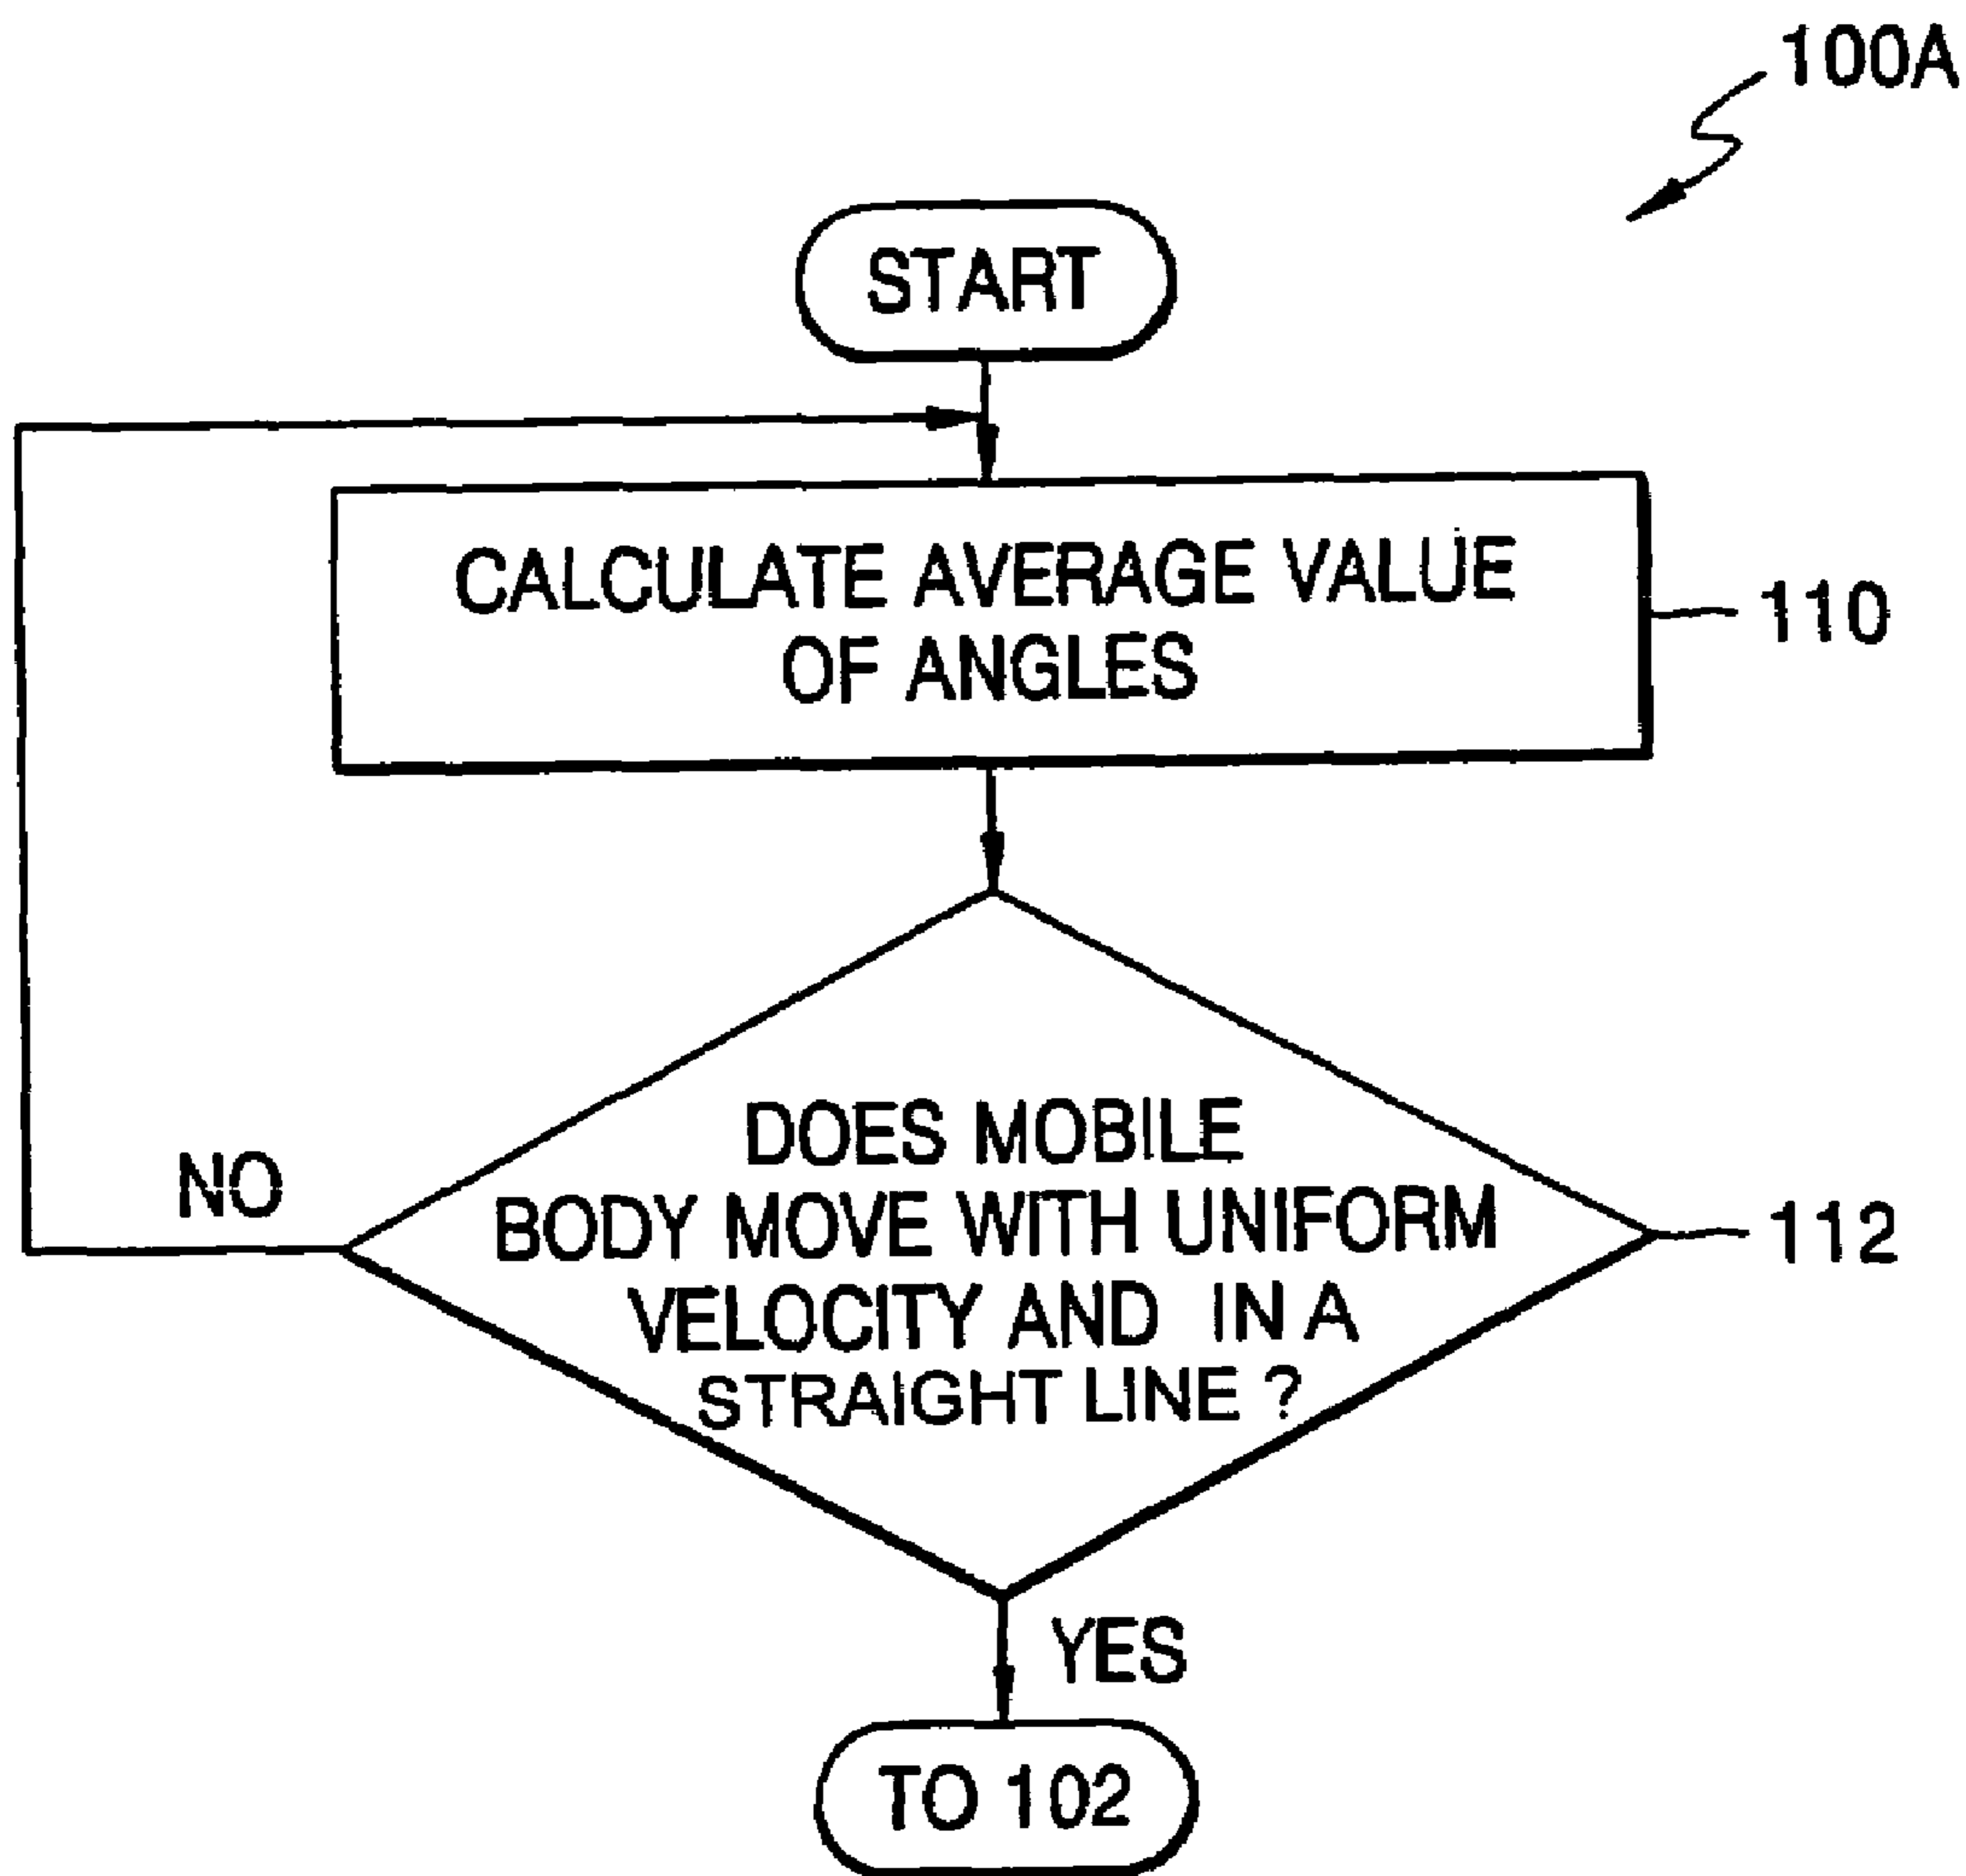 100A
START
CALCULATE AVERAGE VALUE
OF ANGLES
110
DOES MOBILE
BODY MOVE WITH UNIFORM
VELOCITY AND IN A
STRAIGHT LINE ?
112
NO
YES
TO 102